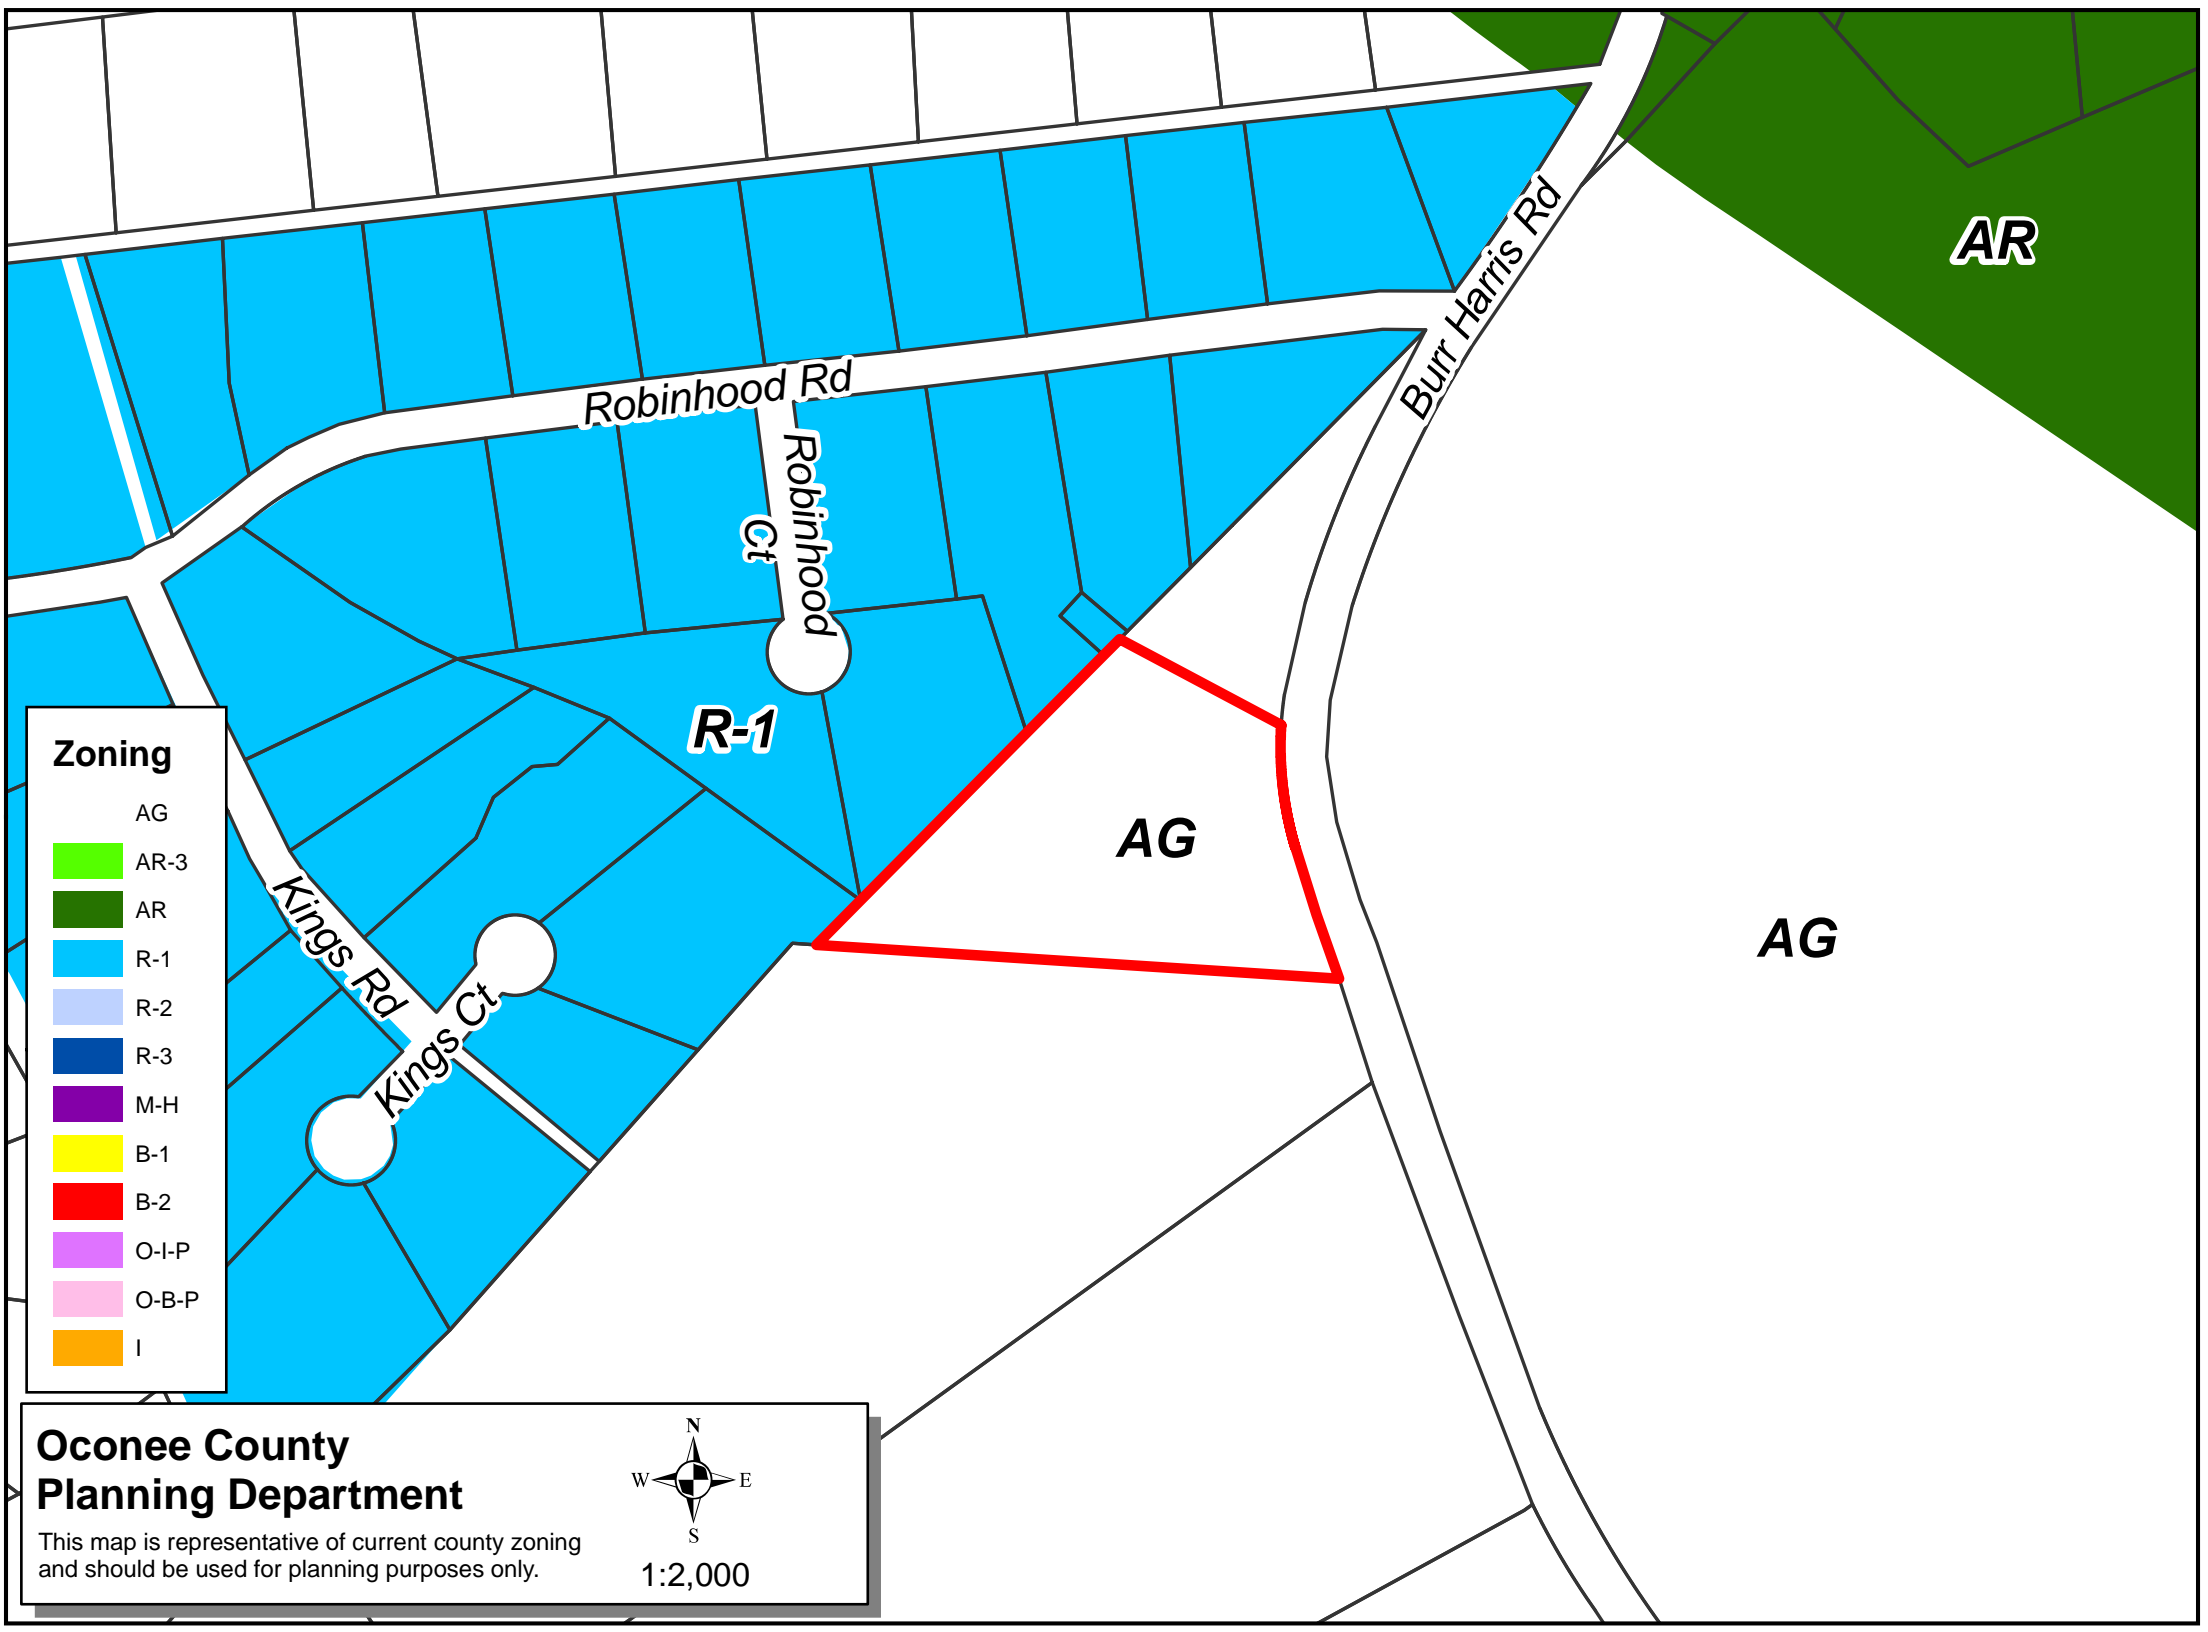 AR
Burr Harris Rd
Robinhood Rd
Robinhood
Ct
R-1
AG
AG
Kings Rd
Kings Ct
Zoning
AG
AR-3
AR
R-1
R-2
R-3
M-H
B-1
B-2
O-I-P
O-B-P
I
Oconee County
Planning Department
This map is representative of current county zoning
and should be used for planning purposes only.
N
W E
S
1:2,000